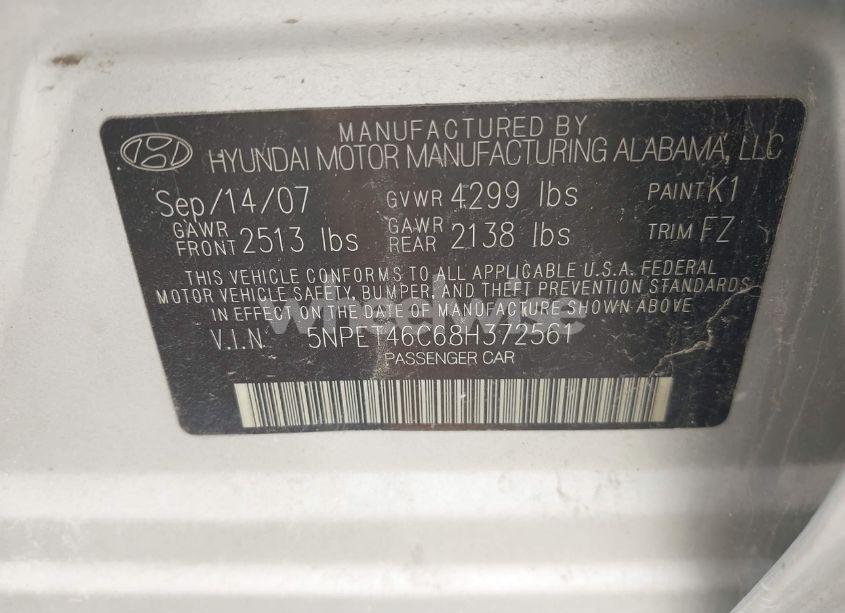 MANUFACTURED BY
HYUNDAI MOTOR MANUFACTURING ALABAMA, LLC
Sep/14/07 GVWR 4299 lbs PAINT K1
GAWR FRONT 2513 lbs GAWR REAR 2138 lbs TRIM FZ
THIS VEHICLE CONFORMS TO ALL APPLICABLE U.S.A. FEDERAL
MOTOR VEHICLE SAFETY, BUMPER, AND THEFT PREVENTION STANDARDS
IN EFFECT ON THE DATE OF MANUFACTURE SHOWN ABOVE
wheelwise
V.I.N. 5NPET46C68H372561
PASSENGER CAR